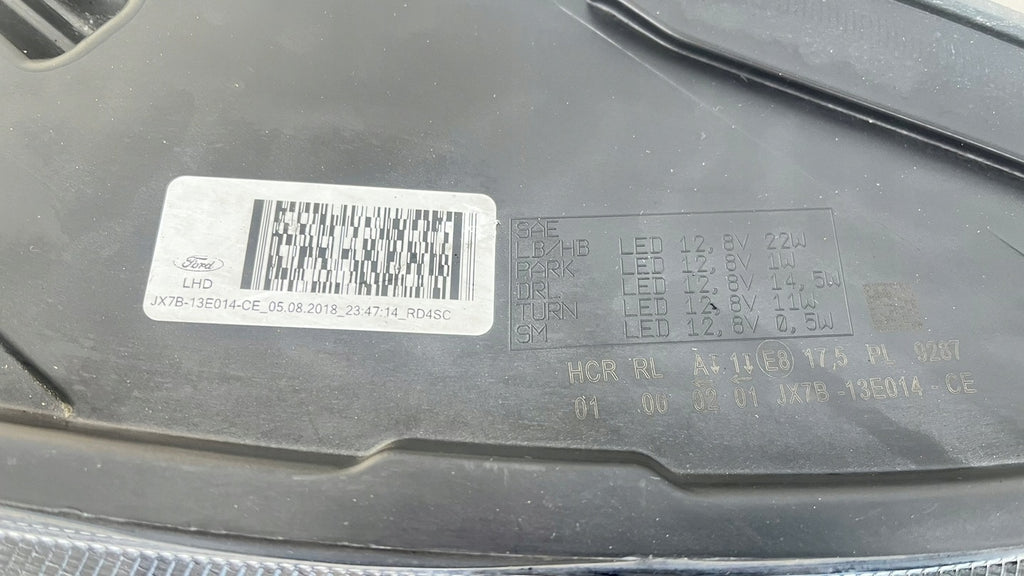 Ford
LHD
JX7B-13E014-CE_05.08.2018_23:47:14_RD4SC
SAE
LB/HB LED 12,8V 22W
PARK LED 12,8V 1W
DRL LED 12,8V 14,5W
TURN LED 12,8V 11W
SM LED 12,8V 0,5W
HCR RL A↓ 1↓ E8 17,5 PL 9287
01 00 02 01 JX7B-13E014-CE